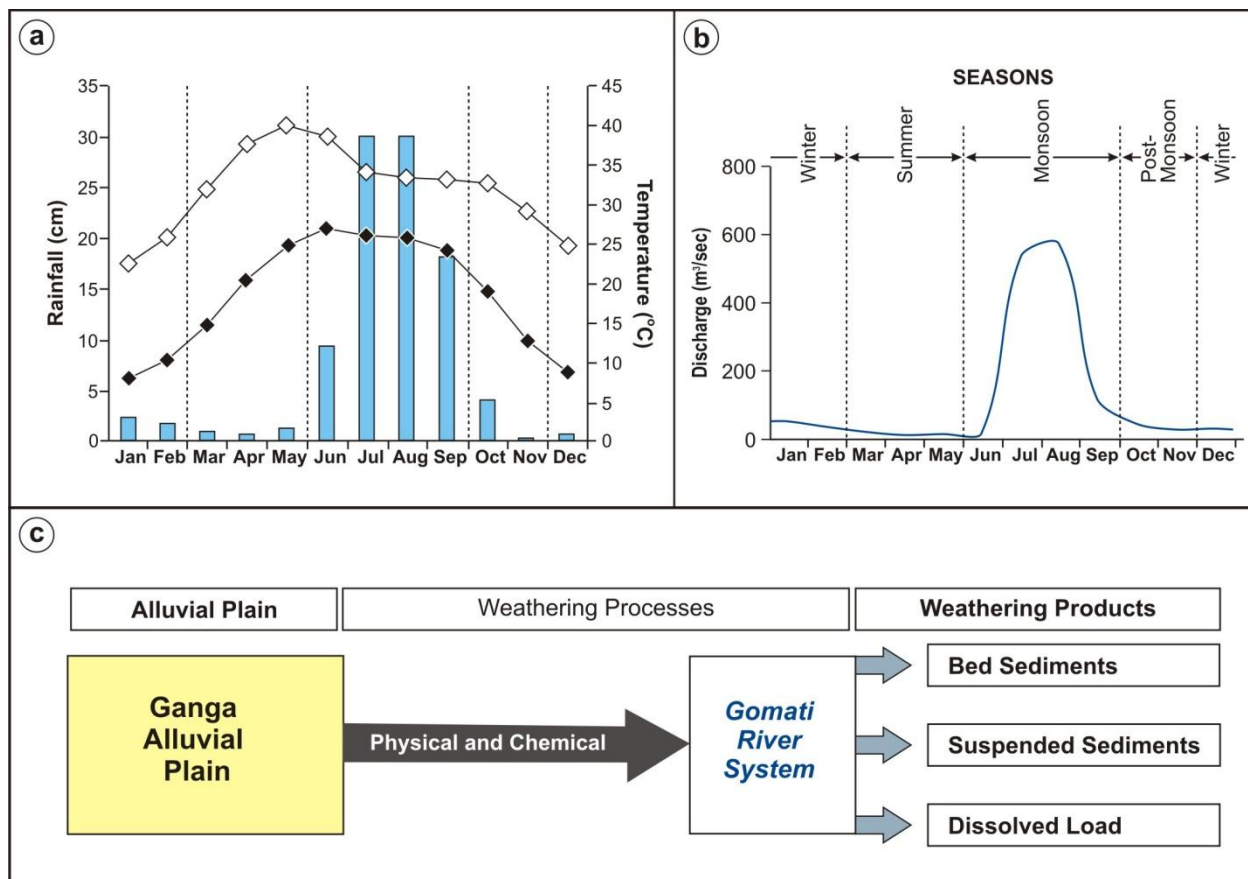 a
35
30
25
20
15
10
5
0
Rainfall (cm)
45
40
35
30
25
20
15
10
5
0
Temperature (°C)
Jan Feb Mar Apr May Jun Jul Aug Sep Oct Nov Dec
b
SEASONS
Winter
Summer
Monsoon
Post-
Monsoon
Winter
800
600
400
200
0
Discharge (m³/sec)
Jan Feb Mar Apr May Jun Jul Aug Sep Oct Nov Dec
c
Alluvial Plain
Weathering Processes
Weathering Products
Ganga
Alluvial
Plain
Physical and Chemical
Gomati
River
System
Bed Sediments
Suspended Sediments
Dissolved Load